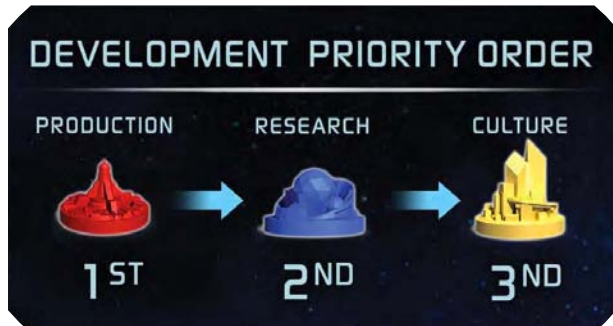 DEVELOPMENT PRIORITY ORDER
PRODUCTION RESEARCH CULTURE
1ST 2ND 3ND